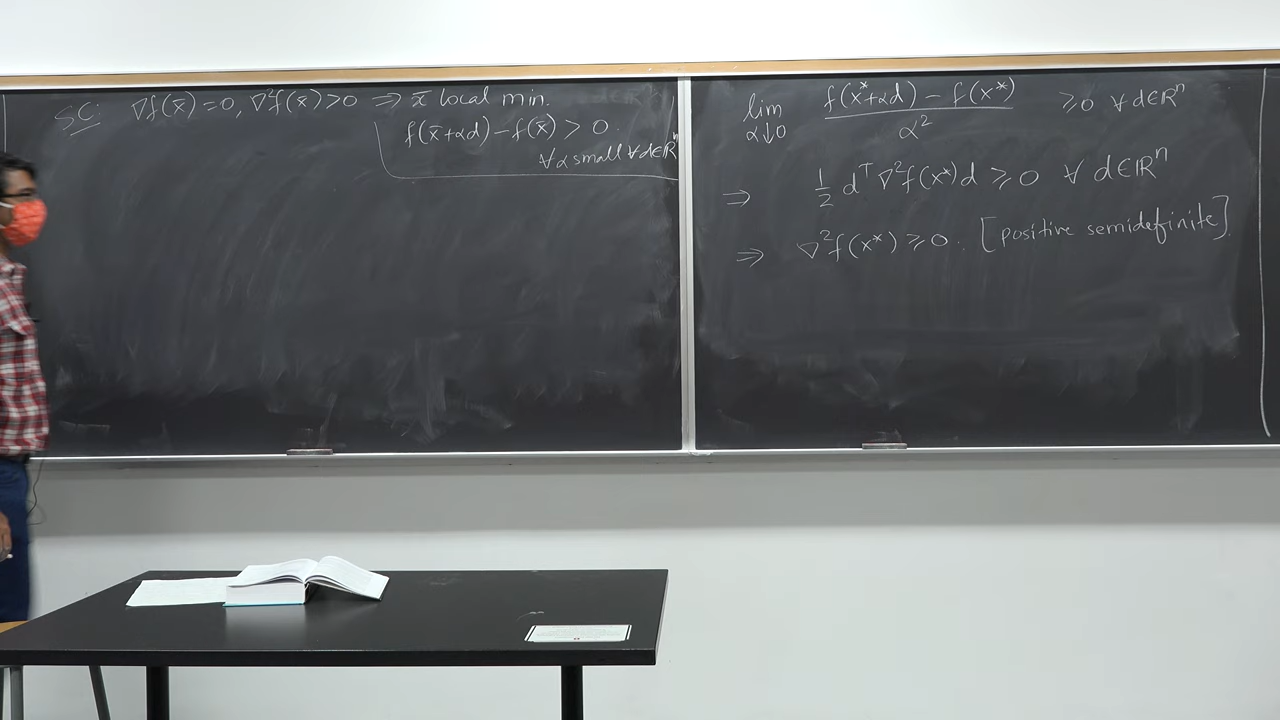 SC: ∇f(x̄)=0, ∇²f(x̄)>0 ⇒ x̄ local min.
f(x̄+αd)-f(x̄) > 0.
∀α small ∀d∈ℝⁿ
lim α↓0 (f(x*+αd) - f(x*))/α² ⩾0 ∀d∈ℝⁿ
⇒ 1/2 dᵀ∇²f(x*)d ⩾ 0 ∀ d∈ℝⁿ
⇒ ∇²f(x*) ⩾ 0. [positive semidefinite].